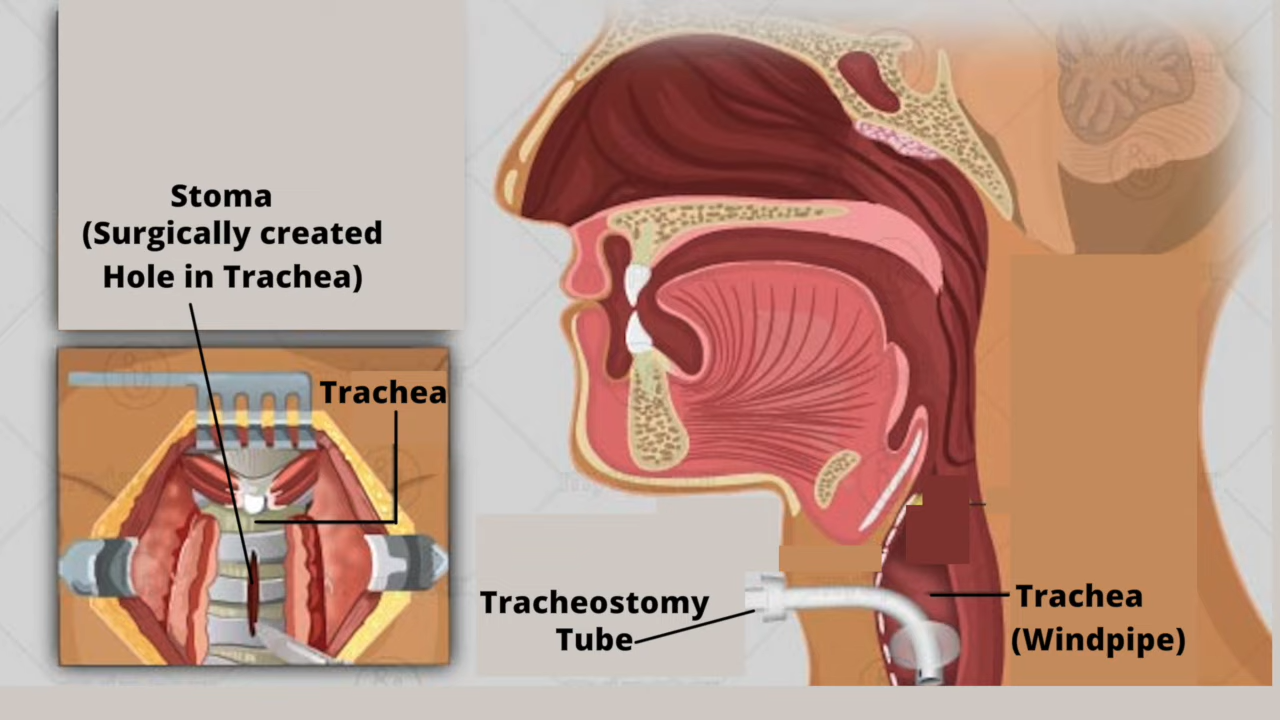 Stoma
(Surgically created
Hole in Trachea)
Trachea
Tracheostomy
Tube
Trachea
(Windpipe)